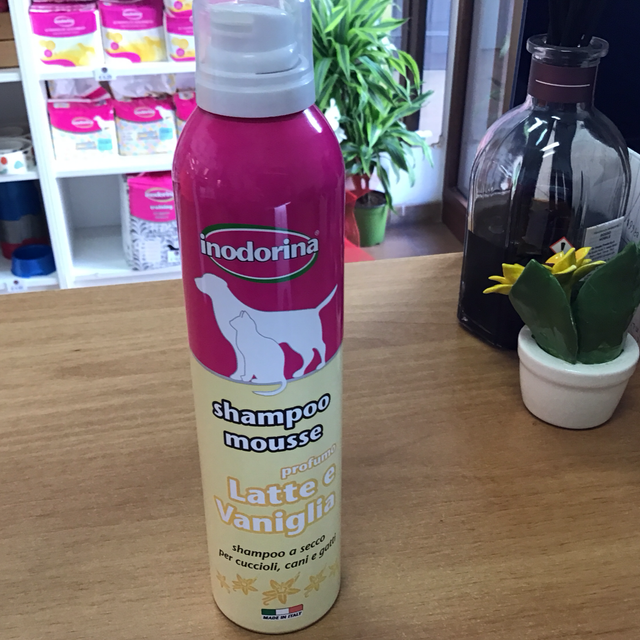 inodorina
shampoo
mousse
profumo
Latte e
Vaniglia
shampoo a secco
per cuccioli, cani e gatti
MADE IN ITALY